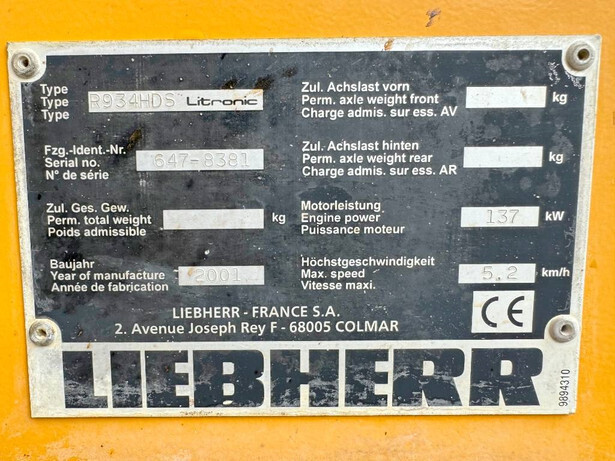 Type
Type R934HDS Litronic
Type
Fzg.-Ident.-Nr.
Serial no. 647-8381
N° de série
Zul. Ges. Gew.
Perm. total weight kg
Poids admissible
Baujahr
Year of manufacture 2001
Année de fabrication
Zul. Achslast vorn
Perm. axle weight front kg
Charge admis. sur ess. AV
Zul. Achslast hinten
Perm. axle weight rear kg
Charge admis. sur ess. AR
Motorleistung
Engine power 137 kW
Puissance moteur
Höchstgeschwindigkeit
Max. speed 5.2 km/h
Vitesse maxi.
LIEBHERR - FRANCE S.A.
2. Avenue Joseph Rey F - 68005 COLMAR
CE
LIEBHERR
9894310